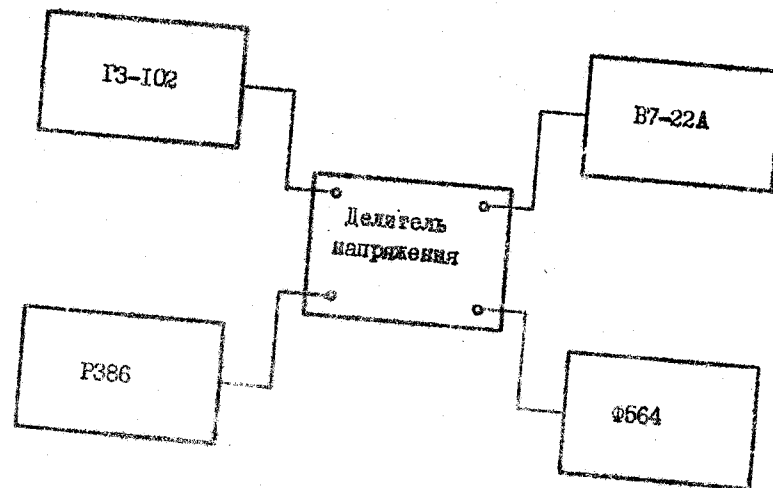 Г3-102
В7-22А
Делитель
напряжения
Р386
Ф564